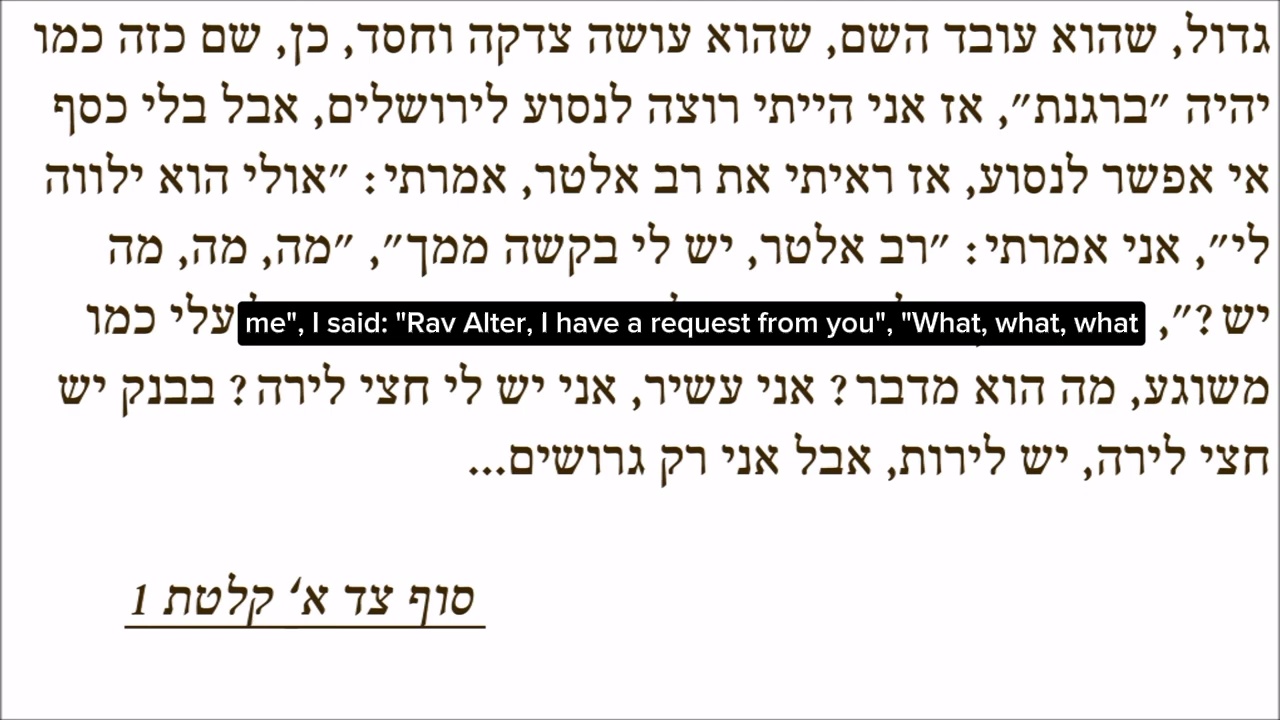 גדול, שהוא עובד השם, שהוא עושה צדקה וחסד, כן, שם כזה כמו
יהיה "ברגנת", אז אני הייתי רוצה לנסוע לירושלים, אבל בלי כסף
אי אפשר לנסוע, אז ראיתי את רב אלטר, אמרתי: "אולי הוא ילווה
לי", אני אמרתי: "רב אלטר, יש לי בקשה ממך", "מה, מה, מה
יש?", עלי כמו
me", I said: "Rav Alter, I have a request from you", "What, what, what
משוגע, מה הוא מדבר? אני עשיר, אני יש לי חצי לירה? בבנק יש
חצי לירה, יש לירות, אבל אני רק גרושים...
סוף צד א' קלטת 1